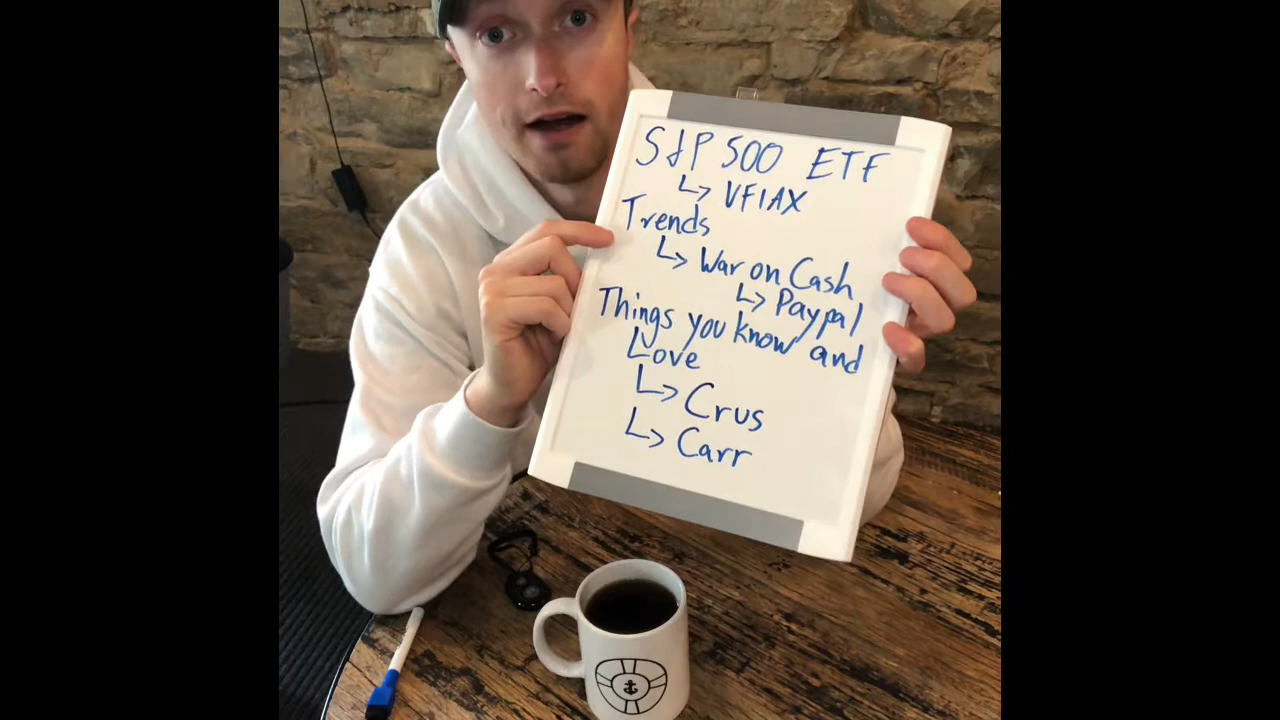 S&P 500 ETF
↳ VFIAX
Trends
↳ War on Cash
↳ Paypal
Things you know and
Love
↳ Crus
↳ Carr